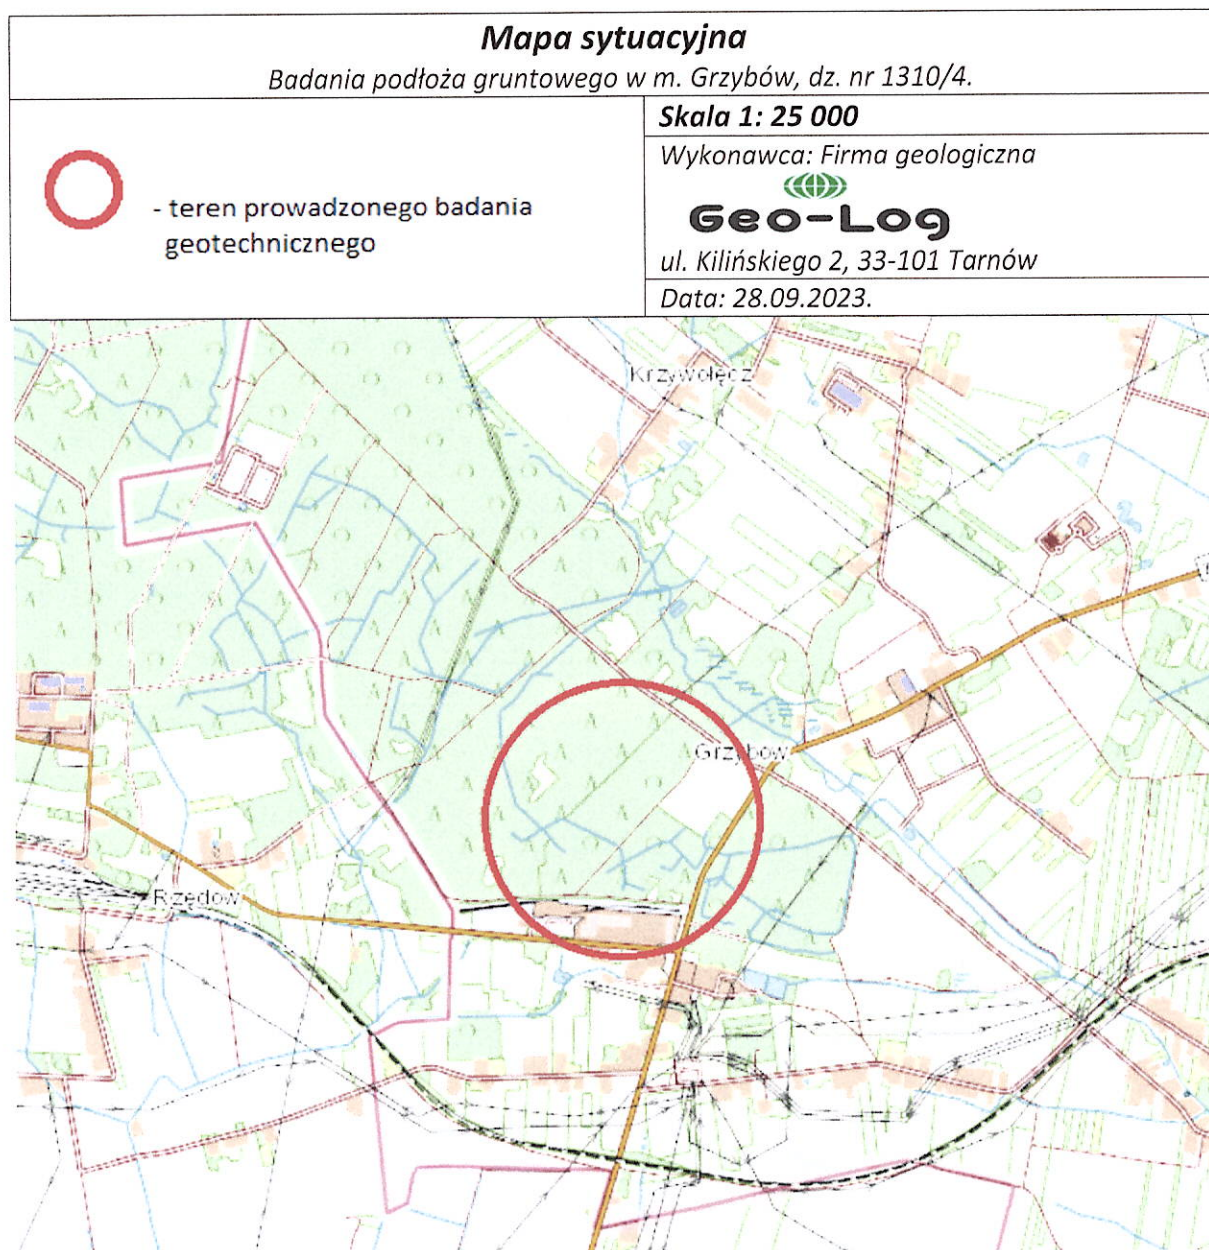 Mapa sytuacyjna
Badania podłoża gruntowego w m. Grzybów, dz. nr 1310/4.
- teren prowadzonego badania
geotechnicznego
Skala 1: 25 000
Wykonawca: Firma geologiczna
Geo-Log
ul. Kilińskiego 2, 33-101 Tarnów
Data: 28.09.2023.
Krzywołęcz
Grzybów
Rzędów